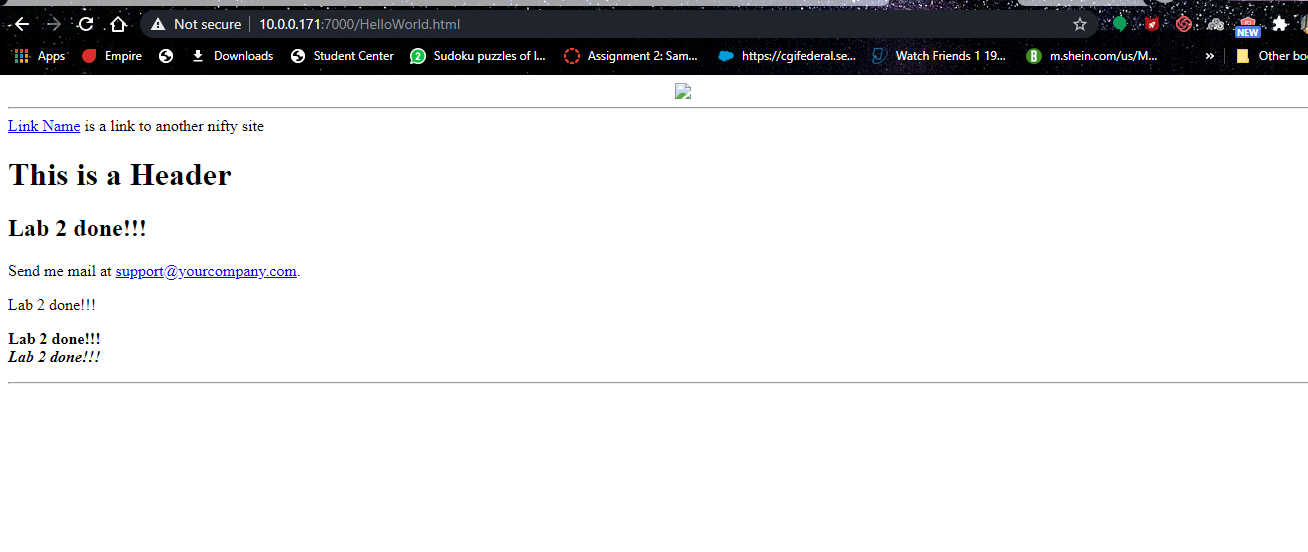 Not secure | 10.0.0.171:7000/HelloWorld.html
NEW
Apps Empire Downloads Student Center 2 Sudoku puzzles of I... Assignment 2: Sam... https://cgifederal.se... Watch Friends 1 19... B m.shein.com/us/M... » Other bo
Link Name is a link to another nifty site
This is a Header
Lab 2 done!!!
Send me mail at support@yourcompany.com.
Lab 2 done!!!
Lab 2 done!!!
Lab 2 done!!!